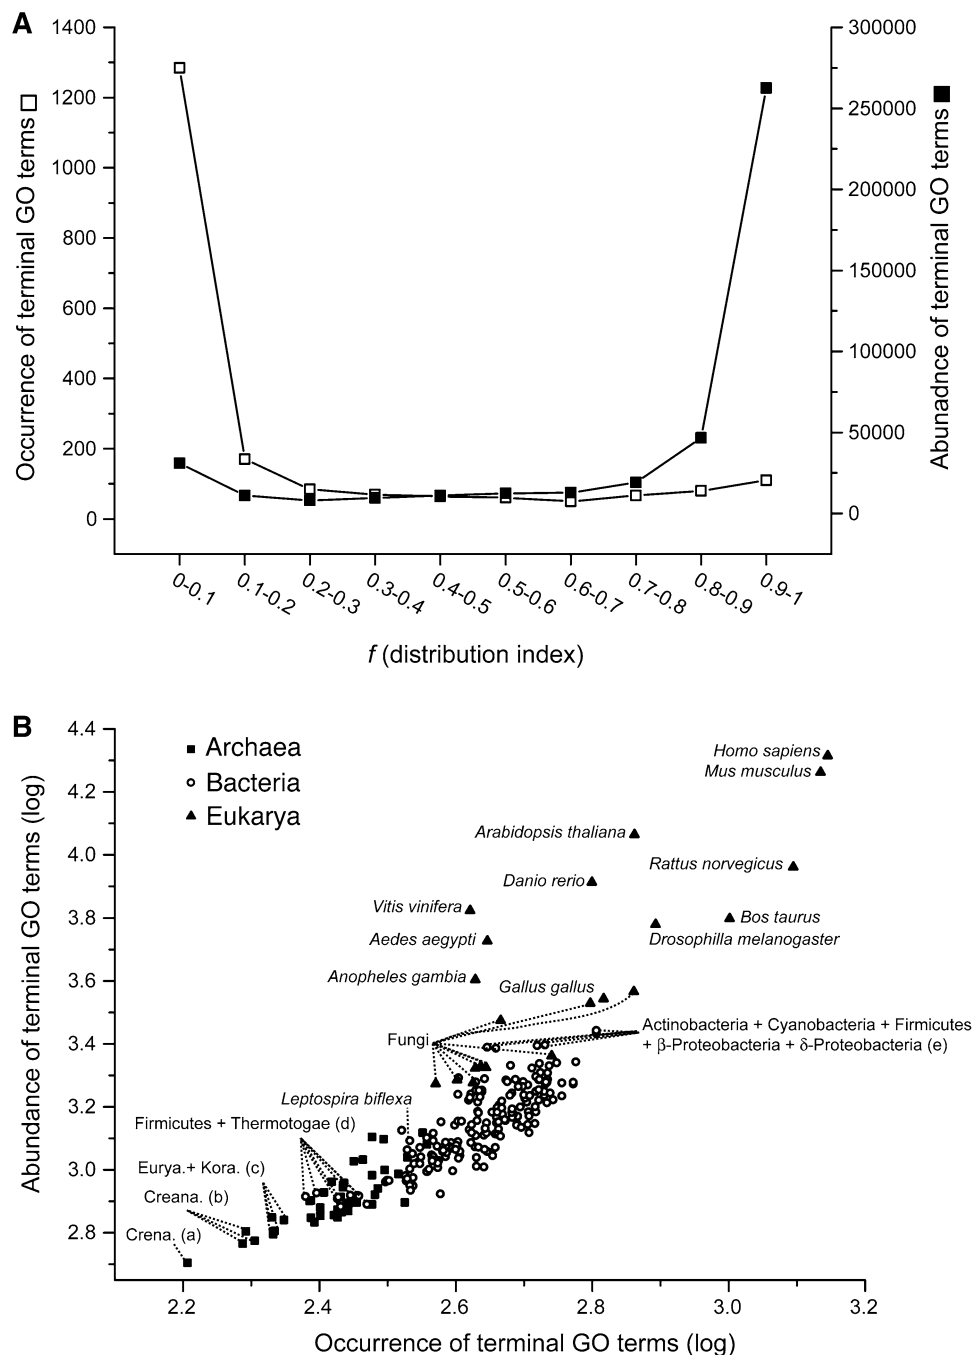 A
1400
1200
1000
800
600
400
200
0
Occurrence of terminal GO terms
300000
250000
200000
150000
100000
50000
0
Abunadnce of terminal GO terms
0-0.1
0.1-0.2
0.2-0.3
0.3-0.4
0.4-0.5
0.5-0.6
0.6-0.7
0.7-0.8
0.8-0.9
0.9-1
f (distribution index)
B
4.4
4.2
4.0
3.8
3.6
3.4
3.2
3.0
2.8
Abundance of terminal GO terms (log)
Archaea
Bacteria
Eukarya
Homo sapiens
Mus musculus
Arabidopsis thaliana
Rattus norvegicus
Danio rerio
Vitis vinifera
Bos taurus
Aedes aegypti
Drosophilla melanogaster
Anopheles gambia
Gallus gallus
Fungi
Actinobacteria + Cyanobacteria + Firmicutes
+ β-Proteobacteria + δ-Proteobacteria (e)
Leptospira biflexa
Firmicutes + Thermotogae (d)
Eurya.+ Kora. (c)
Creana. (b)
Crena. (a)
2.2
2.4
2.6
2.8
3.0
3.2
Occurrence of terminal GO terms (log)